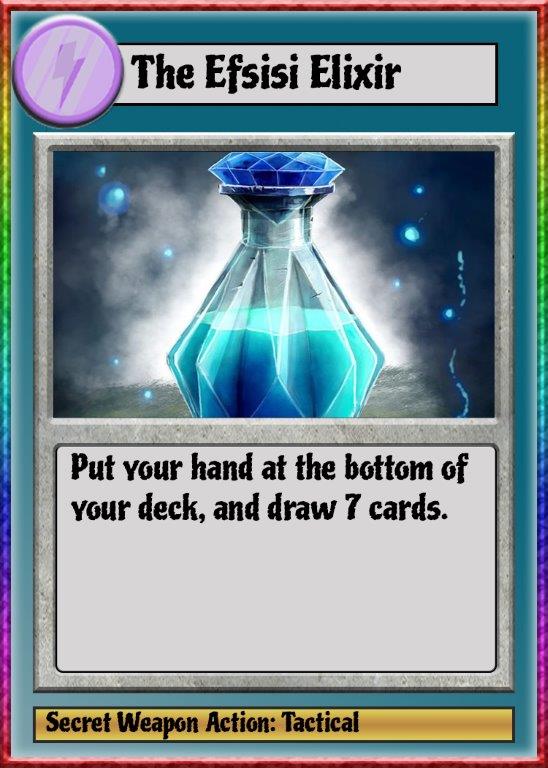 The Efsisi Elixir
Put your hand at the bottom of
your deck, and draw 7 cards.
Secret Weapon Action: Tactical